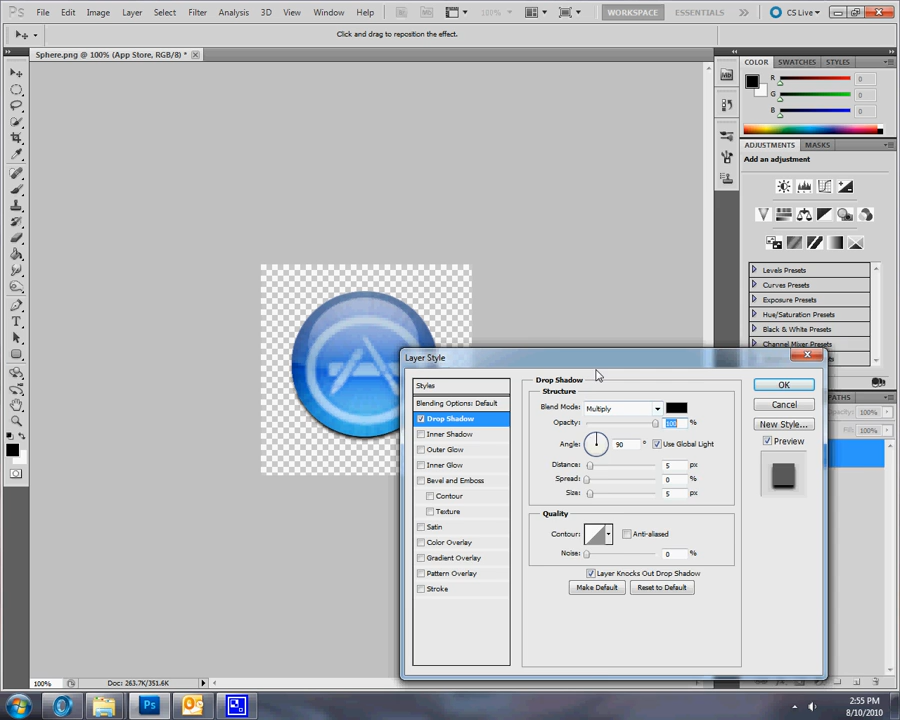 Ps File Edit Image Layer Select Filter Analysis 3D View Window Help 100% WORKSPACE ESSENTIALS CS Live
Click and drag to reposition the effect.
Sphere.png @ 100% (App Store, RGB/8) *
COLOR SWATCHES STYLES
R 0
G 0
B 0
ADJUSTMENTS MASKS
Add an adjustment
Levels Presets
Curves Presets
Exposure Presets
Hue/Saturation Presets
Black & White Presets
Channel Mixer Presets
PATHS
Opacity: 100%
Fill: 100%
Layer Style
Styles
Blending Options: Default
Drop Shadow
Inner Shadow
Outer Glow
Inner Glow
Bevel and Emboss
Contour
Texture
Satin
Color Overlay
Gradient Overlay
Pattern Overlay
Stroke
Drop Shadow
Structure
Blend Mode: Multiply
Opacity: 100 %
Angle: 90 ° Use Global Light
Distance: 5 px
Spread: 0 %
Size: 5 px
Quality
Contour: Anti-aliased
Noise: 0 %
Layer Knocks Out Drop Shadow
Make Default Reset to Default
OK
Cancel
New Style...
Preview
100% Doc: 263.7K/351.6K
Ps
2:55 PM
8/10/2010